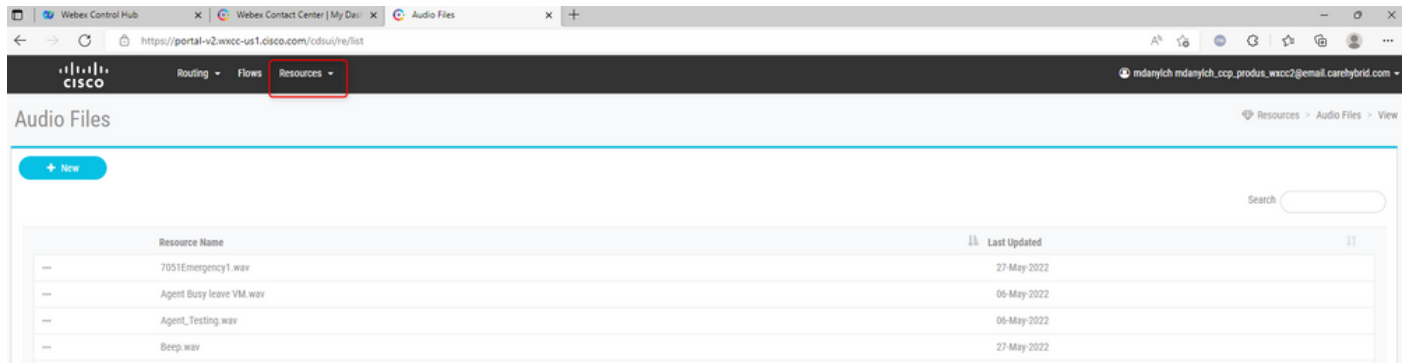 Webex Control Hub
Webex Contact Center | My Das
Audio Files
https://portal-v2.wxcc-us1.cisco.com/cdsui/re/list
CISCO Routing Flows Resources mdanylch mdanylch_ccp_produs_wxcc2@email.carehybrid.com
Audio Files Resources > Audio Files > View
+ New
Search
Resource Name Last Updated
7051Emergency1.wav 27-May-2022
Agent Busy leave VM.wav 06-May-2022
Agent_Testing.wav 06-May-2022
Beep.wav 27-May-2022